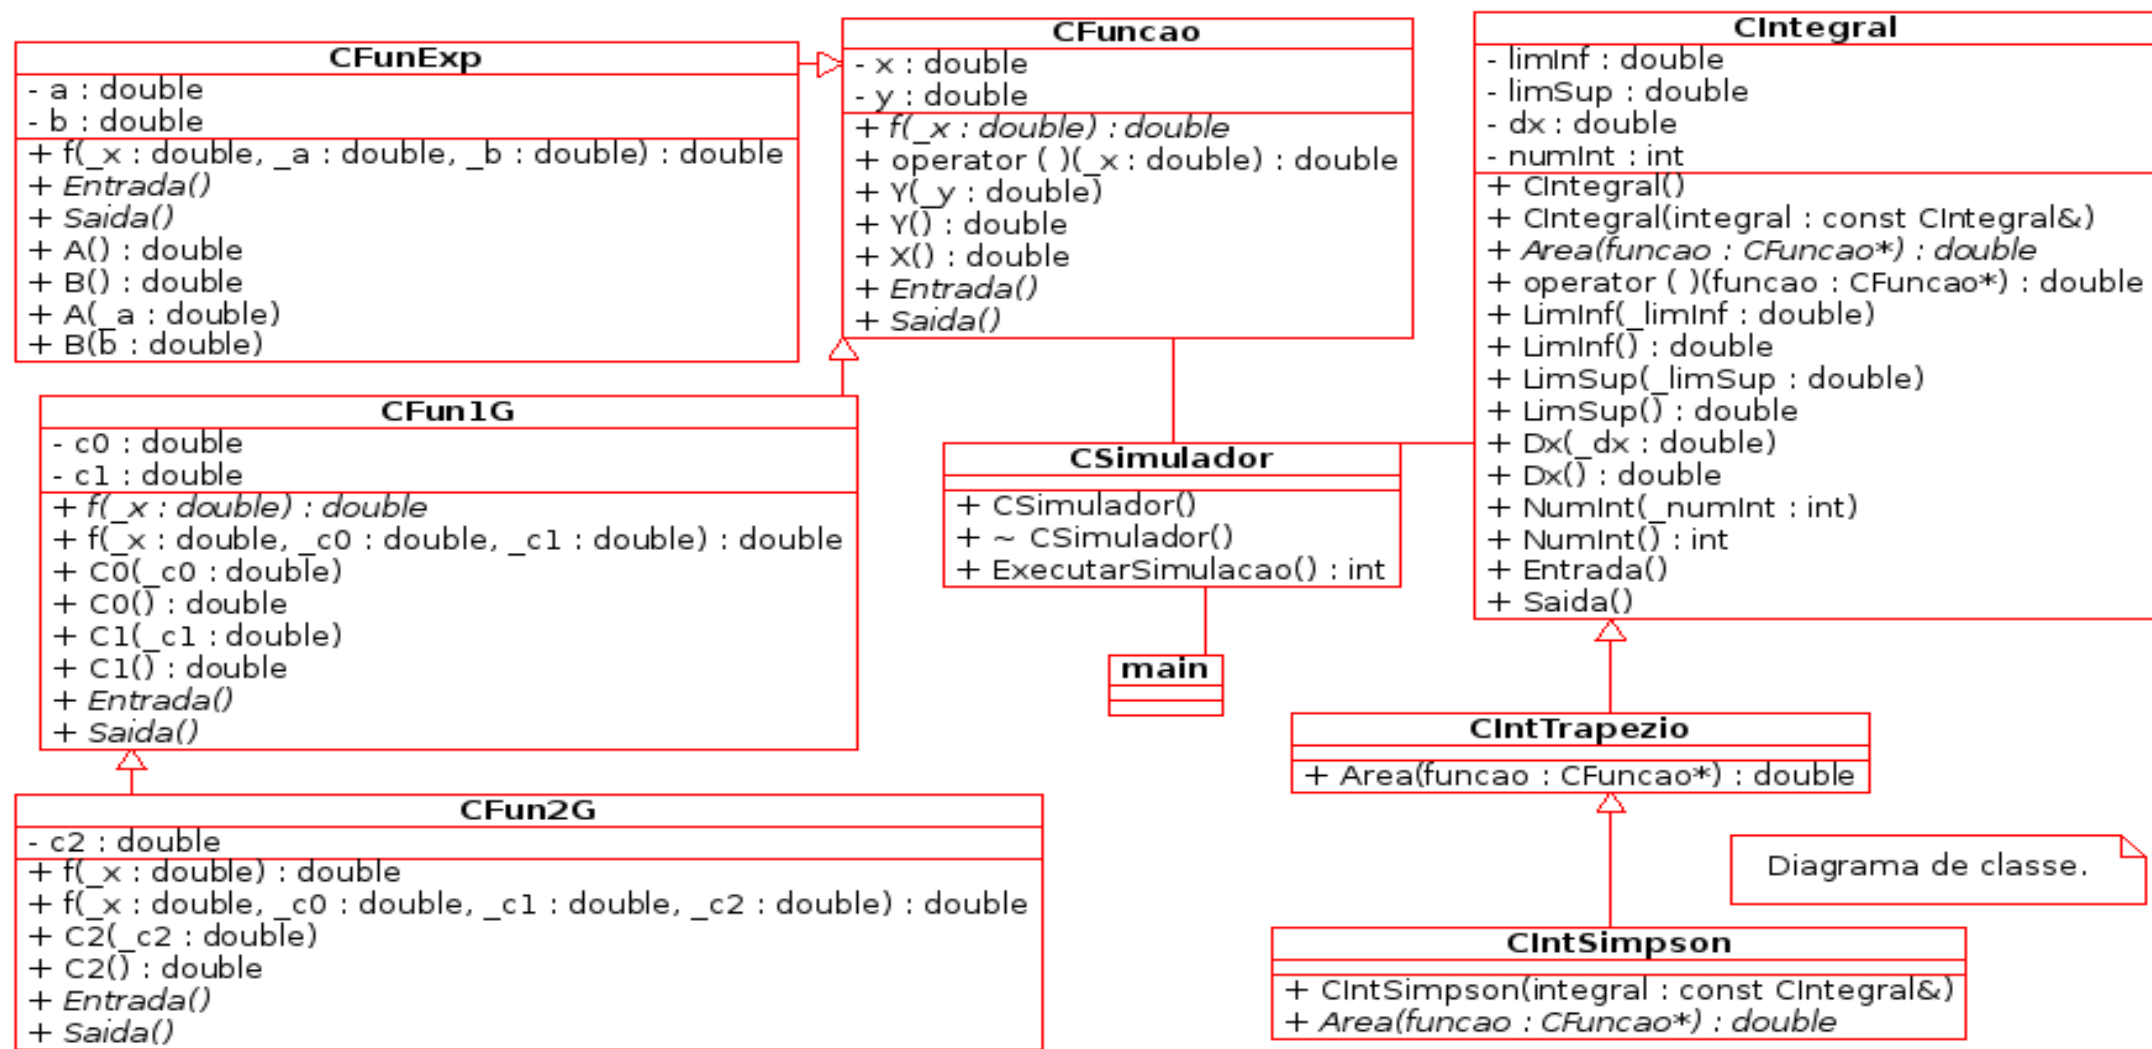 CFunExp
- a : double
- b : double
+ f(_x : double, _a : double, _b : double) : double
+ Entrada()
+ Saida()
+ A() : double
+ B() : double
+ A(_a : double)
+ B(b : double)
CFuncao
- x : double
- y : double
+ f(_x : double) : double
+ operator ( )(_x : double) : double
+ Y(_y : double)
+ Y() : double
+ X() : double
+ Entrada()
+ Saida()
CIntegral
- limInf : double
- limSup : double
- dx : double
- numInt : int
+ CIntegral()
+ CIntegral(integral : const CIntegral&)
+ Area(funcao : CFuncao*) : double
+ operator ( )(funcao : CFuncao*) : double
+ LimInf(_limInf : double)
+ LimInf() : double
+ LimSup(_limSup : double)
+ LimSup() : double
+ Dx(_dx : double)
+ Dx() : double
+ NumInt(_numInt : int)
+ NumInt() : int
+ Entrada()
+ Saida()
CFun1G
- c0 : double
- c1 : double
+ f(_x : double) : double
+ f(_x : double, _c0 : double, _c1 : double) : double
+ C0(_c0 : double)
+ C0() : double
+ C1(_c1 : double)
+ C1() : double
+ Entrada()
+ Saida()
CSimulador
+ CSimulador()
+ ~ CSimulador()
+ ExecutarSimulacao() : int
main
CIntTrapezio
+ Area(funcao : CFuncao*) : double
CFun2G
- c2 : double
+ f(_x : double) : double
+ f(_x : double, _c0 : double, _c1 : double, _c2 : double) : double
+ C2(_c2 : double)
+ C2() : double
+ Entrada()
+ Saida()
Diagrama de classe.
CIntSimpson
+ CIntSimpson(integral : const CIntegral&)
+ Area(funcao : CFuncao*) : double